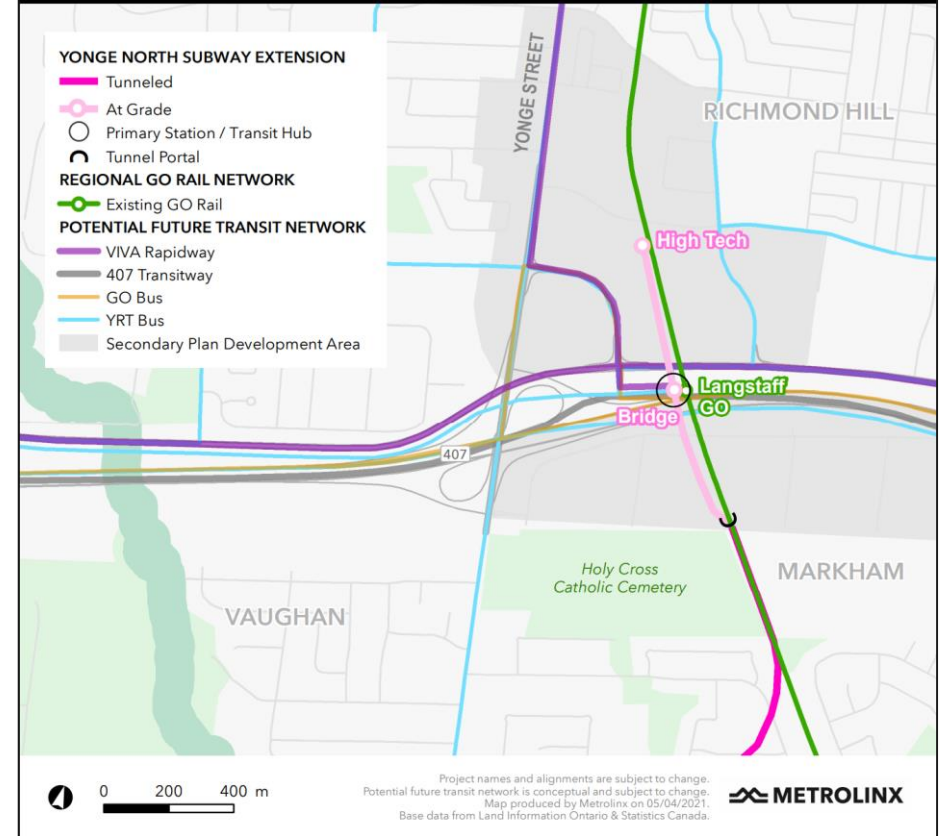 YONGE NORTH SUBWAY EXTENSION
Tunneled
At Grade
Primary Station / Transit Hub
Tunnel Portal
REGIONAL GO RAIL NETWORK
Existing GO Rail
POTENTIAL FUTURE TRANSIT NETWORK
VIVA Rapidway
407 Transitway
GO Bus
YRT Bus
Secondary Plan Development Area
YONGE STREET
RICHMOND HILL
High Tech
Langstaff
GO
Bridge
407
Holy Cross
Catholic Cemetery
MARKHAM
VAUGHAN
0 200 400 m
Project names and alignments are subject to change.
Potential future transit network is conceptual and subject to change.
Map produced by Metrolinx on 05/04/2021.
Base data from Land Information Ontario & Statistics Canada.
METROLINX